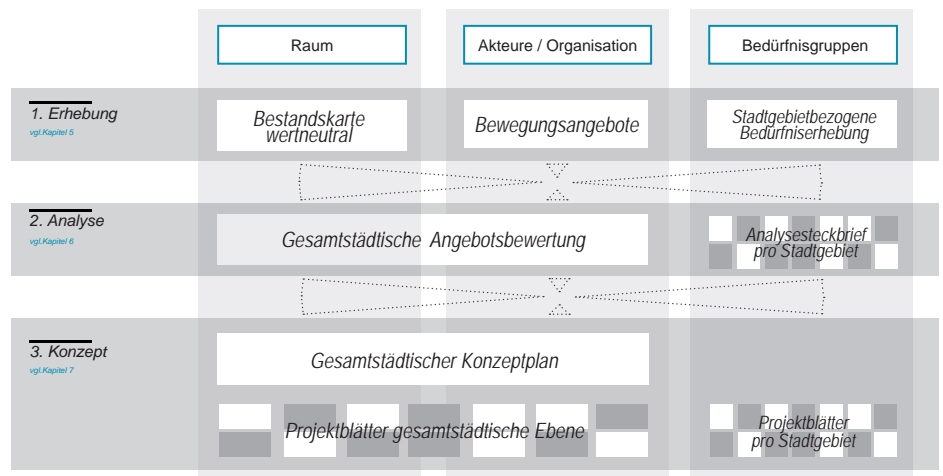 Raum
Akteure / Organisation
Bedürfnisgruppen
1. Erhebung
vgl.Kapitel 5
Bestandskarte
wertneutral
Bewegungsangebote
Stadtgebietbezogene
Bedürfniserhebung
2. Analyse
vgl.Kapitel 6
Gesamtstädtische Angebotsbewertung
Analysesteckbrief
pro Stadtgebiet
3. Konzept
vgl.Kapitel 7
Gesamtstädtischer Konzeptplan
Projektblätter gesamtstädtische Ebene
Projektblätter
pro Stadtgebiet